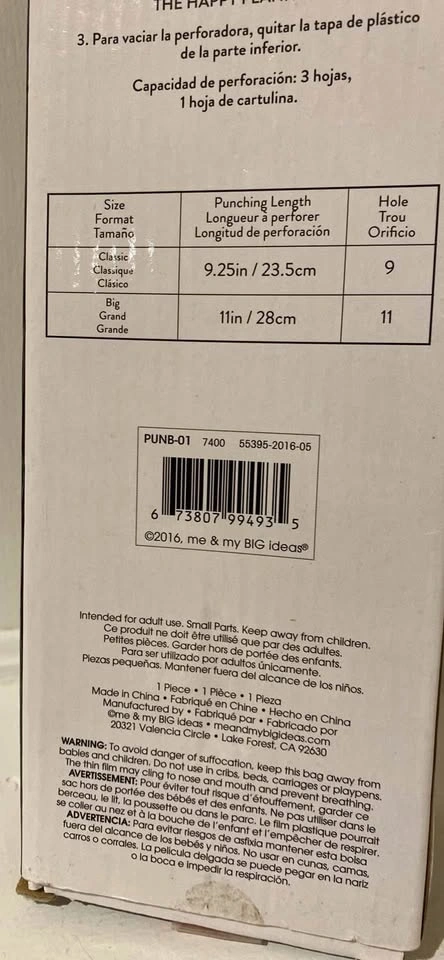 THE HAPPY
3. Para vaciar la perforadora, quitar la tapa de plástico
de la parte inferior.
Capacidad de perforación: 3 hojas,
1 hoja de cartulina.
Size
Format
Tamaño
Punching Length
Longueur à perforer
Longitud de perforación
Hole
Trou
Orificio
Classic
Classique
Clásico
9.25in / 23.5cm
9
Big
Grand
Grande
11in / 28cm
11
PUNB-01 7400 55395-2016-05
6 73807 99493 5
©2016, me & my BIG ideas®
Intended for adult use. Small Parts. Keep away from children.
Ce produit ne doit être utilisé que par des adultes.
Petites pièces. Garder hors de portée des enfants.
Para ser utilizado por adultos únicamente.
Piezas pequeñas. Mantener fuera del alcance de los niños.
1 Piece • 1 Pièce • 1 Pieza
Made in China • Fabriqué en Chine • Hecho en China
Manufactured by • Fabriqué par • Fabricado por
©me & my BIG ideas • meandmybigideas.com
20321 Valencia Circle • Lake Forest, CA 92630
WARNING: To avoid danger of suffocation, keep this bag away from
babies and children. Do not use in cribs, beds, carriages or playpens.
The thin film may cling to nose and mouth and prevent breathing.
AVERTISSEMENT: Pour éviter tout risque d'étouffement, garder ce
sac hors de portée des bébés et des enfants. Ne pas utiliser dans le
berceau, le lit, la poussette ou dans le parc. Le film plastique pourrait
se coller au nez et à la bouche de l'enfant et l'empêcher de respirer.
ADVERTENCIA: Para evitar riesgos de asfixia mantener esta bolsa
fuera del alcance de los bebés y niños. No usar en cunas, camas,
carros o corrales. La película delgada se puede pegar en la nariz
o la boca e impedir la respiración.